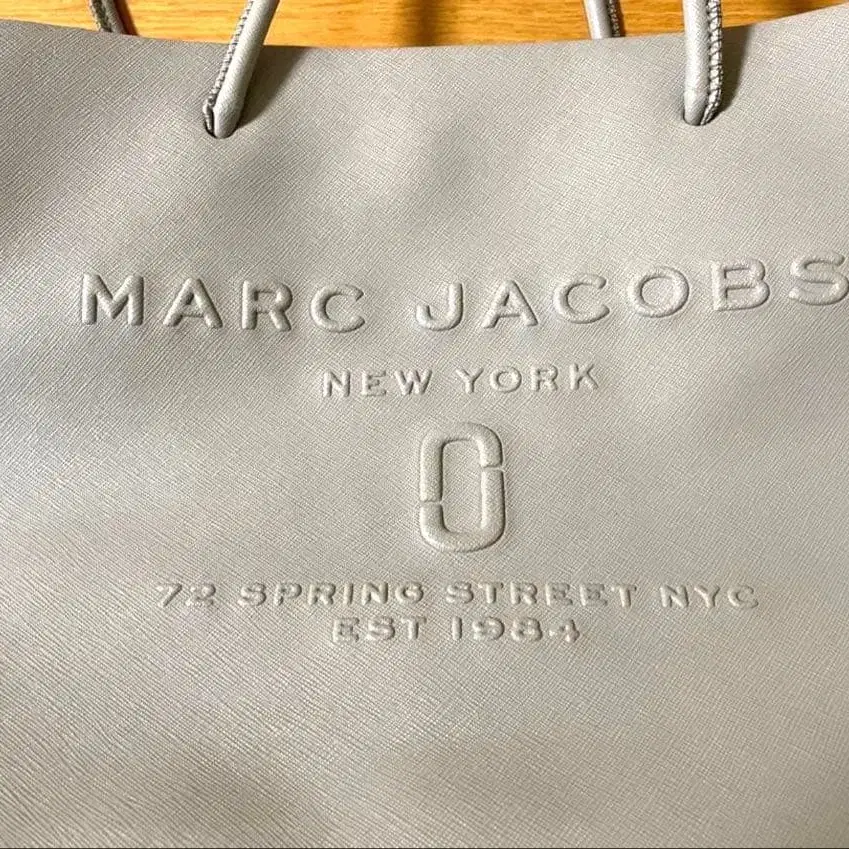 MARC JACOBS
NEW YORK
72 SPRING STREET NYC
EST 1984